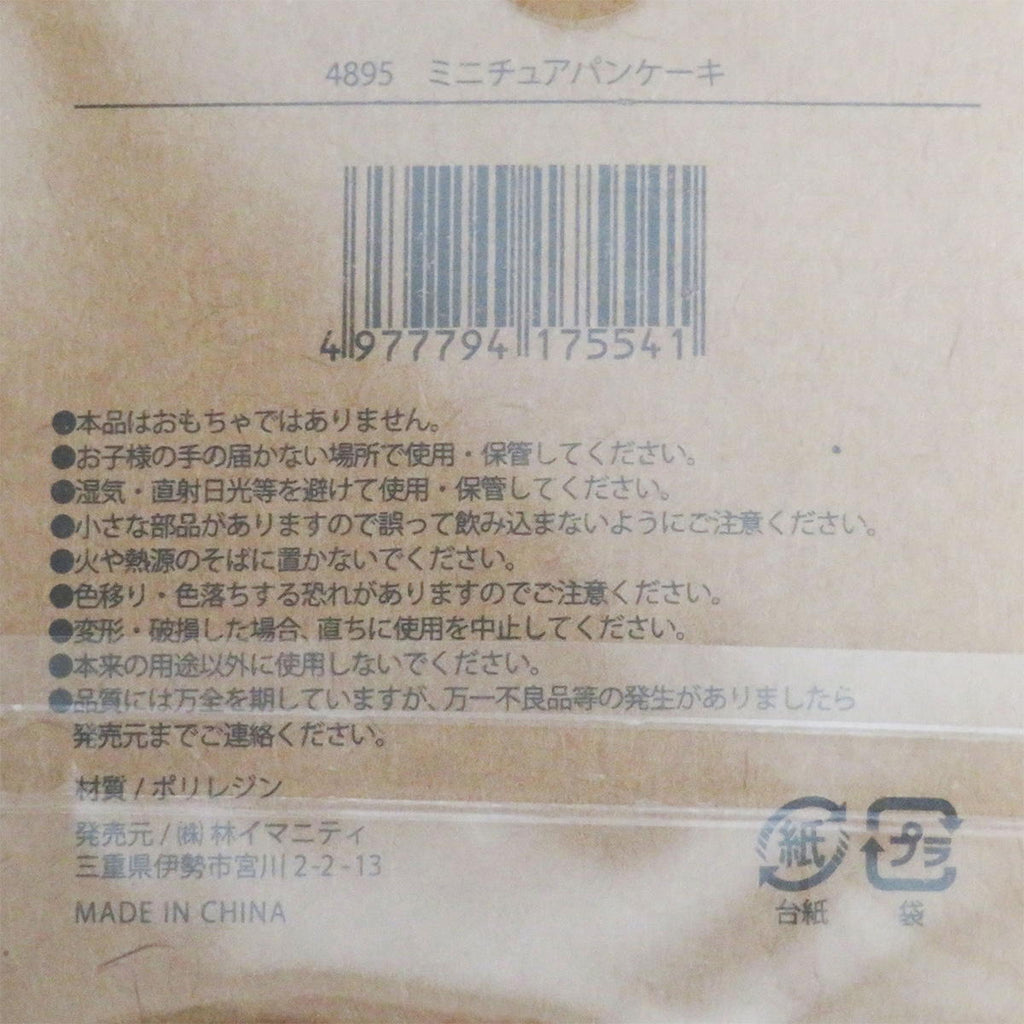 4895 ミニチュアパンケーキ
4 977794 175541
●本品はおもちゃではありません。
●お子様の手の届かない場所で使用・保管してください。
●湿気・直射日光等を避けて使用・保管してください。
●小さな部品がありますので誤って飲み込まないようにご注意ください。
●火や熱源のそばに置かないでください。
●色移り・色落ちする恐れがありますのでご注意ください。
●変形・破損した場合、直ちに使用を中止してください。
●本来の用途以外に使用しないでください。
●品質には万全を期していますが、万一不良品等の発生がありましたら
発売元までご連絡ください。
材質 / ポリレジン
発売元 / ㈱ 林イマニティ
三重県伊勢市宮川 2-2-13
MADE IN CHINA
紙 プラ
台紙 袋